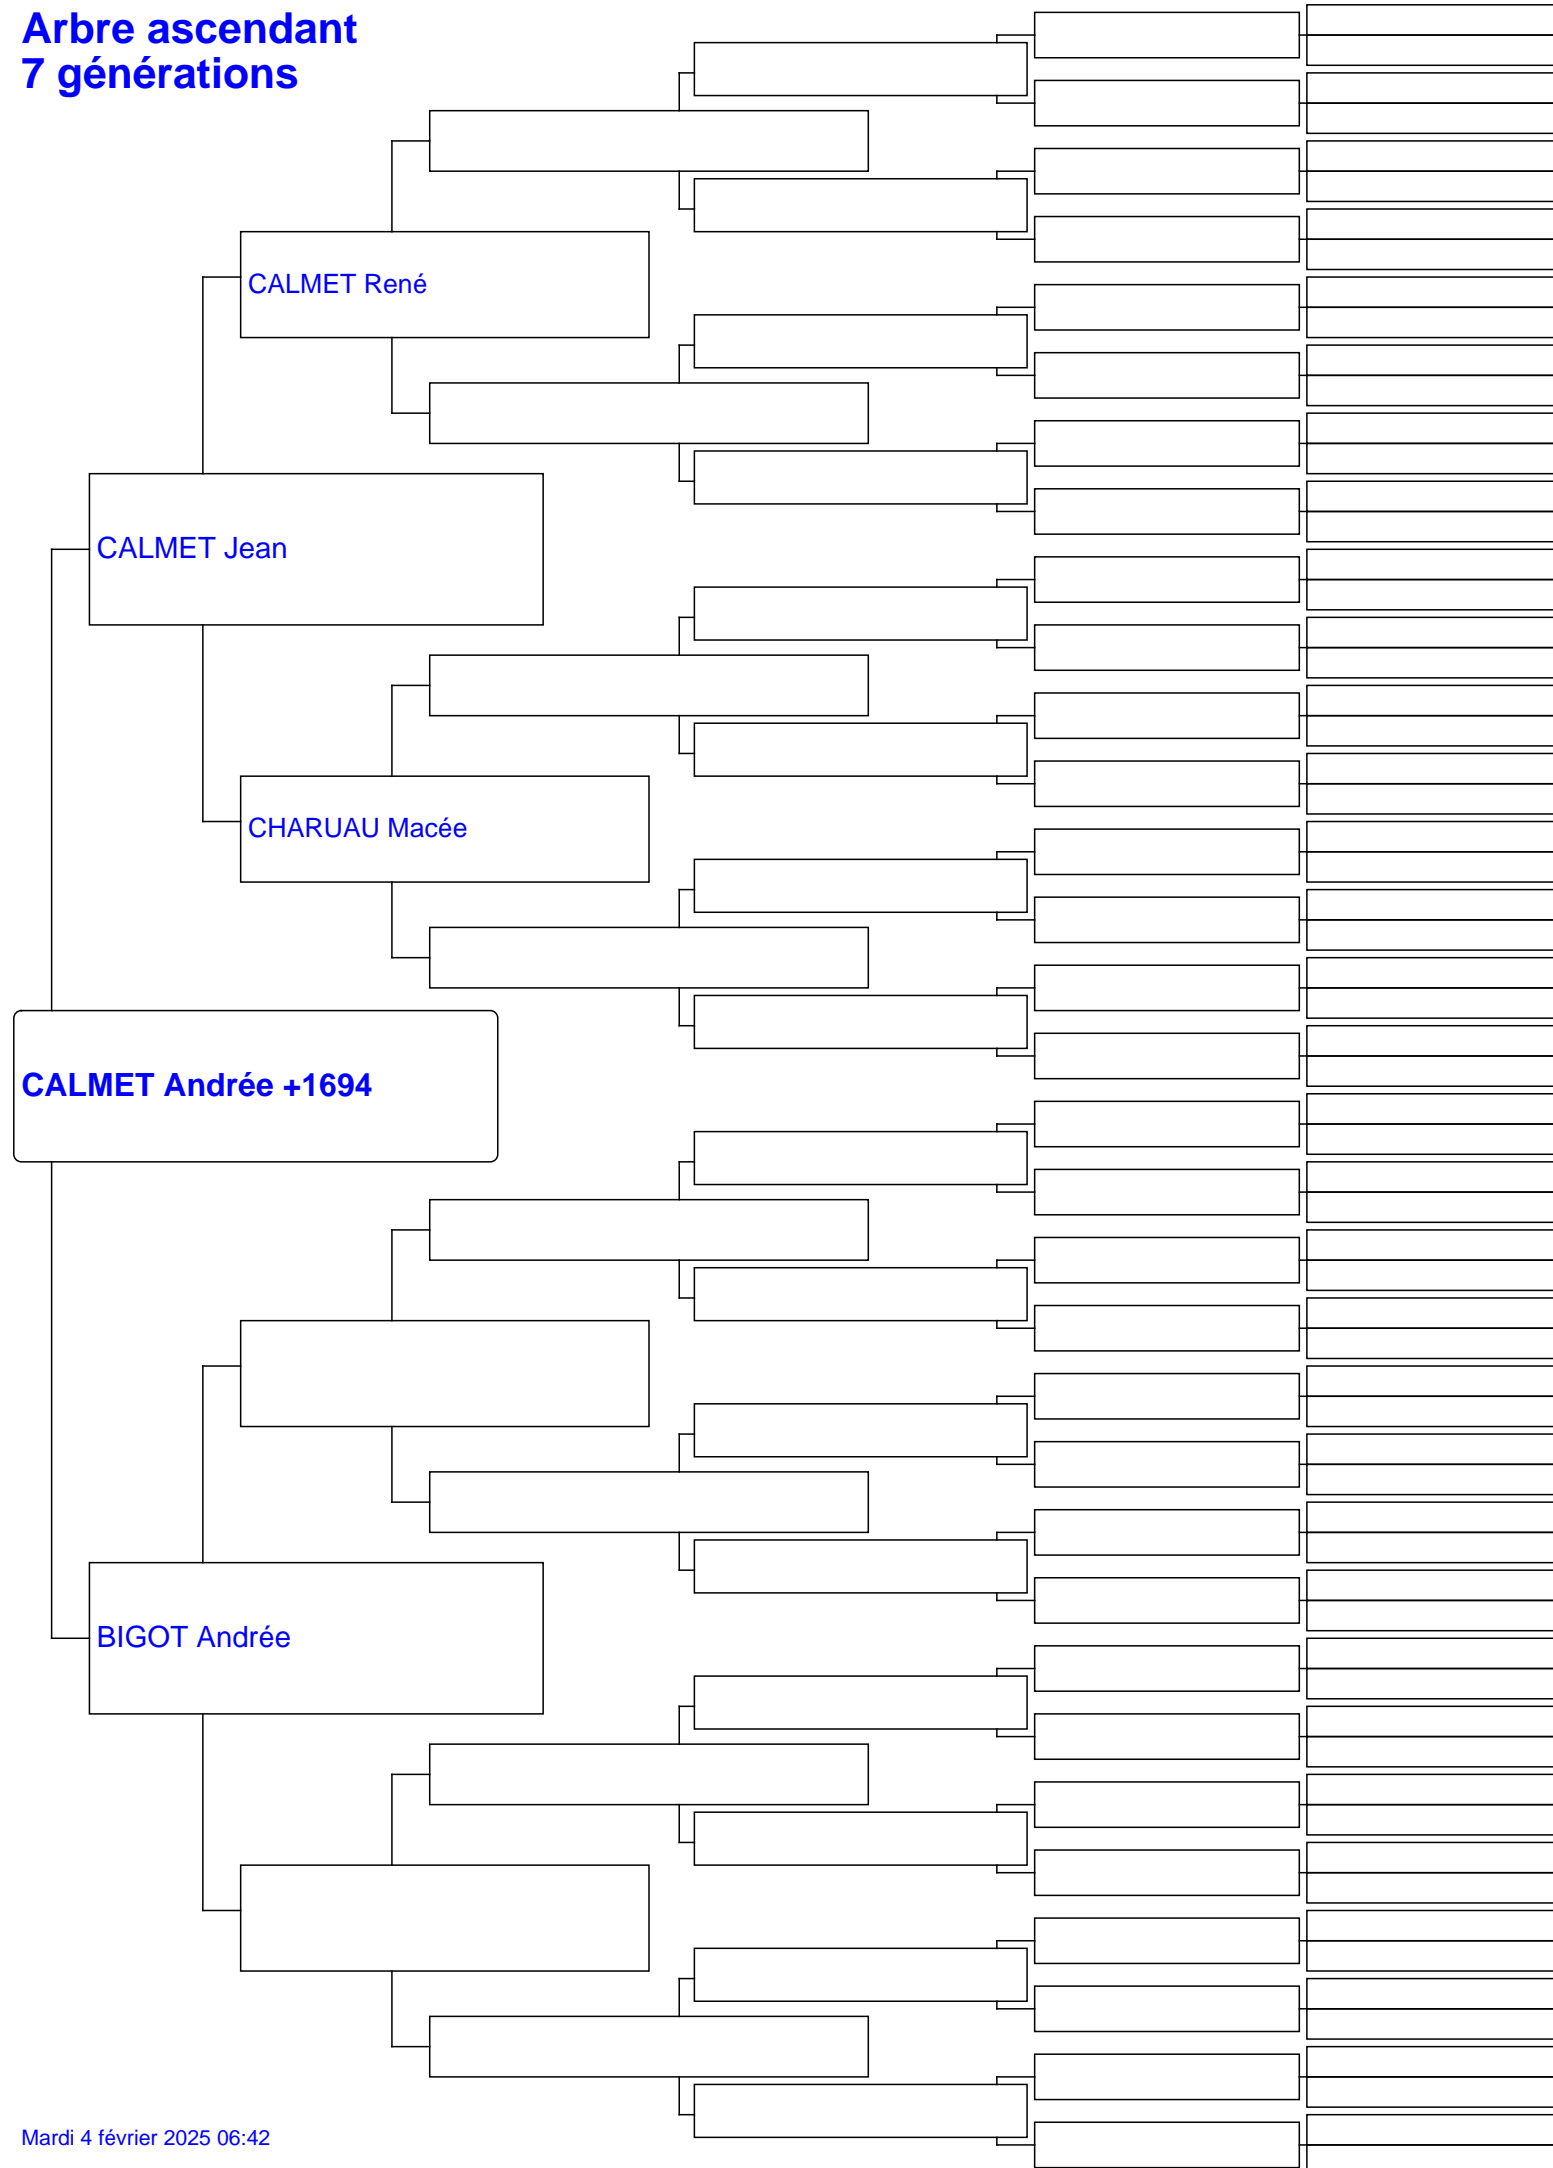 Arbre ascendant
7 générations
CALMET René
CALMET Jean
CHARUAU Macée
CALMET Andrée +1694
BIGOT Andrée
Mardi 4 février 2025 06:42